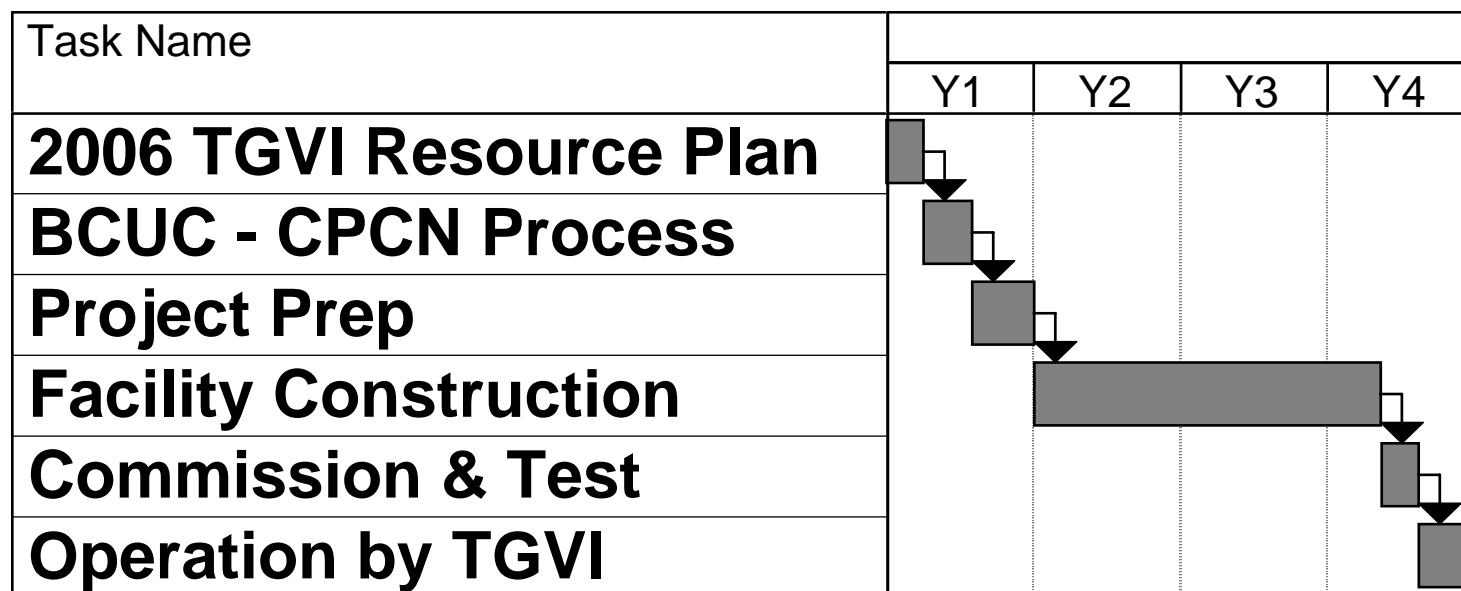 Task Name
Y1 Y2 Y3 Y4
2006 TGVI Resource Plan
BCUC - CPCN Process
Project Prep
Facility Construction
Commission & Test
Operation by TGVI